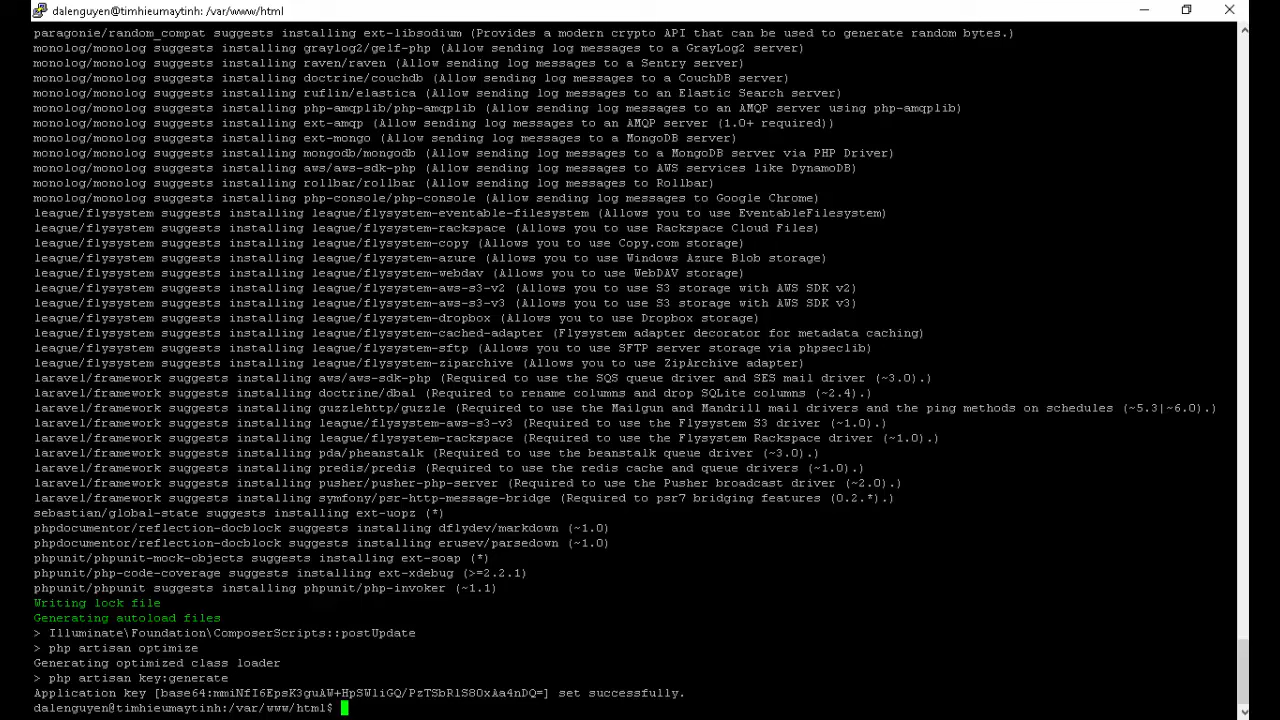 dalenguyen@timhieumaytinh: /var/www/html
paragonie/random_compat suggests installing ext-libsodium (Provides a modern crypto API that can be used to generate random bytes.)
monolog/monolog suggests installing graylog2/gelf-php (Allow sending log messages to a GrayLog2 server)
monolog/monolog suggests installing raven/raven (Allow sending log messages to a Sentry server)
monolog/monolog suggests installing doctrine/couchdb (Allow sending log messages to a CouchDB server)
monolog/monolog suggests installing ruflin/elastica (Allow sending log messages to an Elastic Search server)
monolog/monolog suggests installing php-amqplib/php-amqplib (Allow sending log messages to an AMQP server using php-amqplib)
monolog/monolog suggests installing ext-amqp (Allow sending log messages to an AMQP server (1.0+ required))
monolog/monolog suggests installing ext-mongo (Allow sending log messages to a MongoDB server)
monolog/monolog suggests installing mongodb/mongodb (Allow sending log messages to a MongoDB server via PHP Driver)
monolog/monolog suggests installing aws/aws-sdk-php (Allow sending log messages to AWS services like DynamoDB)
monolog/monolog suggests installing rollbar/rollbar (Allow sending log messages to Rollbar)
monolog/monolog suggests installing php-console/php-console (Allow sending log messages to Google Chrome)
league/flysystem suggests installing league/flysystem-eventable-filesystem (Allows you to use EventableFilesystem)
league/flysystem suggests installing league/flysystem-rackspace (Allows you to use Rackspace Cloud Files)
league/flysystem suggests installing league/flysystem-copy (Allows you to use Copy.com storage)
league/flysystem suggests installing league/flysystem-azure (Allows you to use Windows Azure Blob storage)
league/flysystem suggests installing league/flysystem-webdav (Allows you to use WebDAV storage)
league/flysystem suggests installing league/flysystem-aws-s3-v2 (Allows you to use S3 storage with AWS SDK v2)
league/flysystem suggests installing league/flysystem-aws-s3-v3 (Allows you to use S3 storage with AWS SDK v3)
league/flysystem suggests installing league/flysystem-dropbox (Allows you to use Dropbox storage)
league/flysystem suggests installing league/flysystem-cached-adapter (Flysystem adapter decorator for metadata caching)
league/flysystem suggests installing league/flysystem-sftp (Allows you to use SFTP server storage via phpseclib)
league/flysystem suggests installing league/flysystem-ziparchive (Allows you to use ZipArchive adapter)
laravel/framework suggests installing aws/aws-sdk-php (Required to use the SQS queue driver and SES mail driver (~3.0).)
laravel/framework suggests installing doctrine/dbal (Required to rename columns and drop SQLite columns (~2.4).)
laravel/framework suggests installing guzzlehttp/guzzle (Required to use the Mailgun and Mandrill mail drivers and the ping methods on schedules (~5.3|~6.0).)
laravel/framework suggests installing league/flysystem-aws-s3-v3 (Required to use the Flysystem S3 driver (~1.0).)
laravel/framework suggests installing league/flysystem-rackspace (Required to use the Flysystem Rackspace driver (~1.0).)
laravel/framework suggests installing pda/pheanstalk (Required to use the beanstalk queue driver (~3.0).)
laravel/framework suggests installing predis/predis (Required to use the redis cache and queue drivers (~1.0).)
laravel/framework suggests installing pusher/pusher-php-server (Required to use the Pusher broadcast driver (~2.0).)
laravel/framework suggests installing symfony/psr-http-message-bridge (Required to psr7 bridging features (0.2.*).)
sebastian/global-state suggests installing ext-uopz (*)
phpdocumentor/reflection-docblock suggests installing dflydev/markdown (~1.0)
phpdocumentor/reflection-docblock suggests installing erusev/parsedown (~1.0)
phpunit/phpunit-mock-objects suggests installing ext-soap (*)
phpunit/php-code-coverage suggests installing ext-xdebug (>=2.2.1)
phpunit/phpunit suggests installing phpunit/php-invoker (~1.1)
Writing lock file
Generating autoload files
> Illuminate\Foundation\ComposerScripts::postUpdate
> php artisan optimize
Generating optimized class loader
> php artisan key:generate
Application key [base64:mmiNfI6EpsK3guAW+HpSWliGQ/PzTSbRlS8OxAa4nDQ=] set successfully.
dalenguyen@timhieumaytinh:/var/www/html$